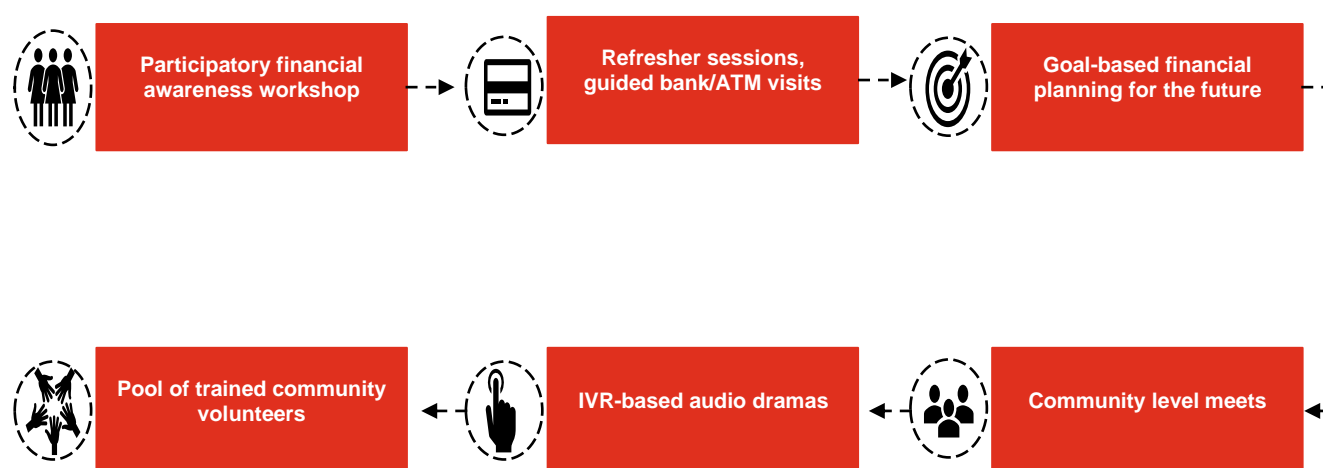 Participatory financial
awareness workshop
Refresher sessions,
guided bank/ATM visits
Goal-based financial
planning for the future
Community level meets
IVR-based audio dramas
Pool of trained community
volunteers